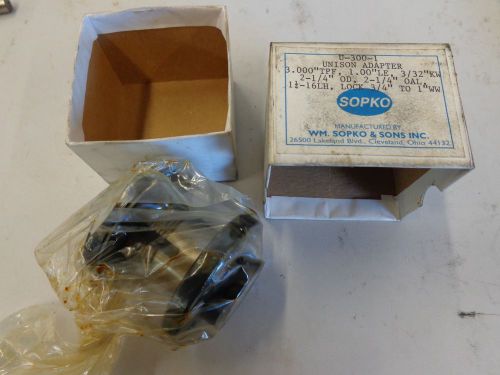 U-300-1
UNISON ADAPTER
3.000"TPF, 1.00"LE, 3/32"KW
2-1/4" OD, 2-1/4" OAL,
1½-16LH, LOCK 3/4" TO 1"WW
SOPKO
MANUFACTURED BY
WM. SOPKO & SONS INC.
26500 Lakeland Blvd., Cleveland, Ohio 44132